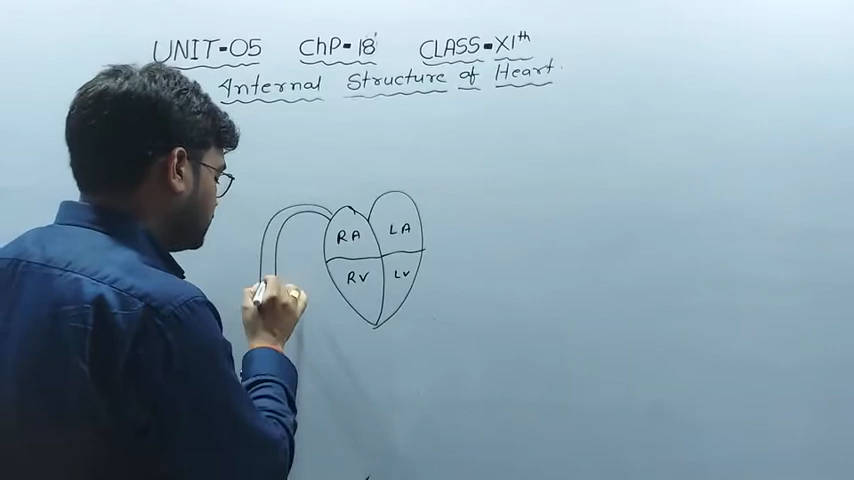 UNIT-05 ChP-18 CLASS-XIth
Internal Structure of Heart.
RA LA
RV LV